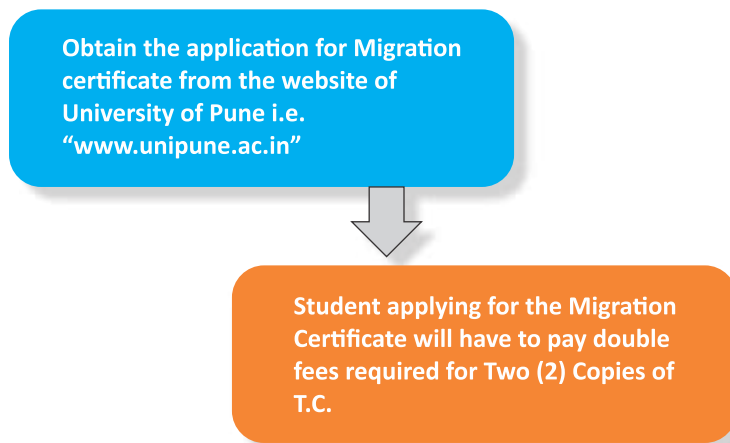 Obtain the application for Migration
certificate from the website of
University of Pune i.e.
“www.unipune.ac.in”
Student applying for the Migration
Certificate will have to pay double
fees required for Two (2) Copies of
T.C.